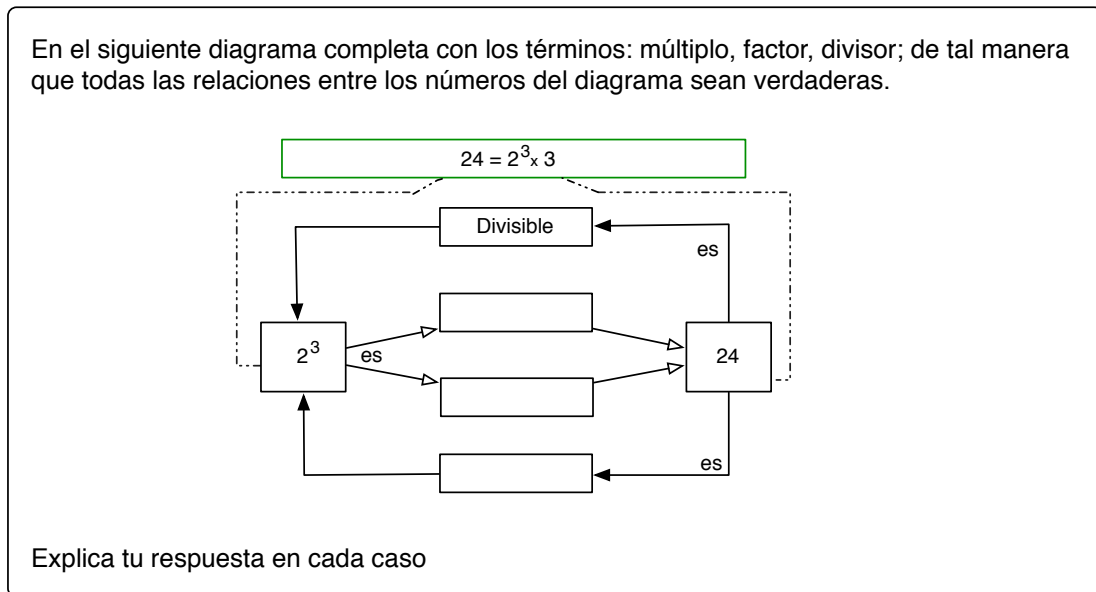 En el siguiente diagrama completa con los términos: múltiplo, factor, divisor; de tal manera
que todas las relaciones entre los números del diagrama sean verdaderas.
24 = 2³ x 3
Divisible
es
2³
es
24
es
Explica tu respuesta en cada caso